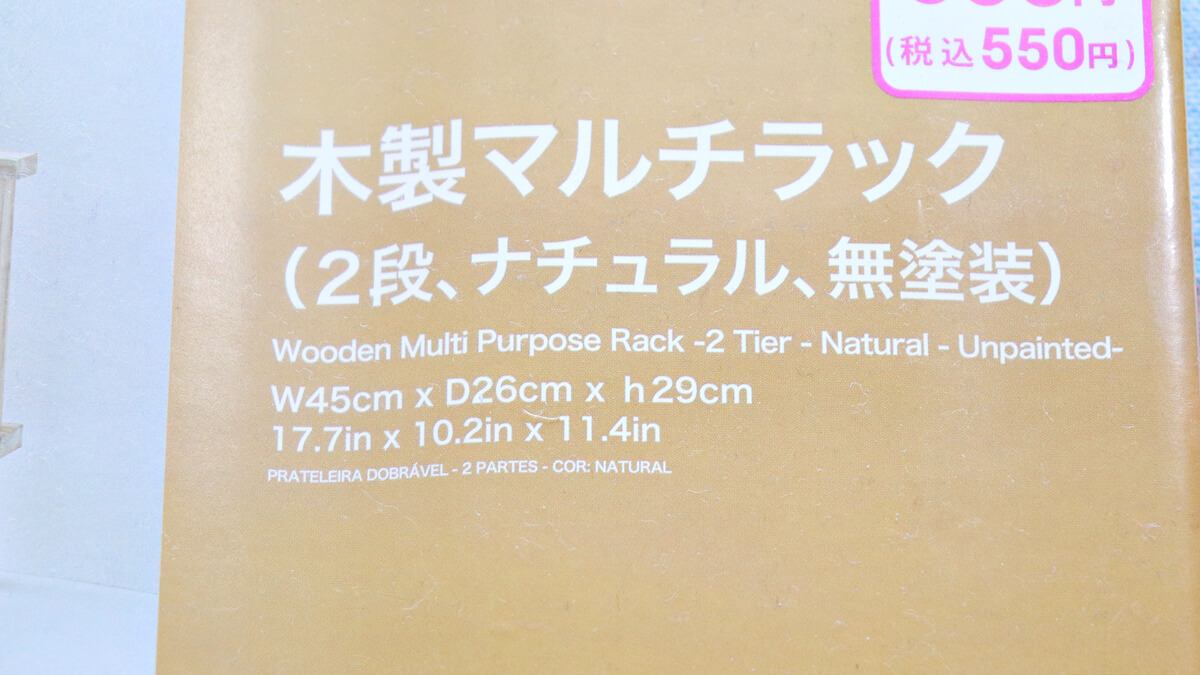 (税込550円)
木製マルチラック
(2段、ナチュラル、無塗装)
Wooden Multi Purpose Rack -2 Tier - Natural - Unpainted-
W45cm x D26cm x h29cm
17.7in x 10.2in x 11.4in
PRATELEIRA DOBRÁVEL - 2 PARTES - COR: NATURAL